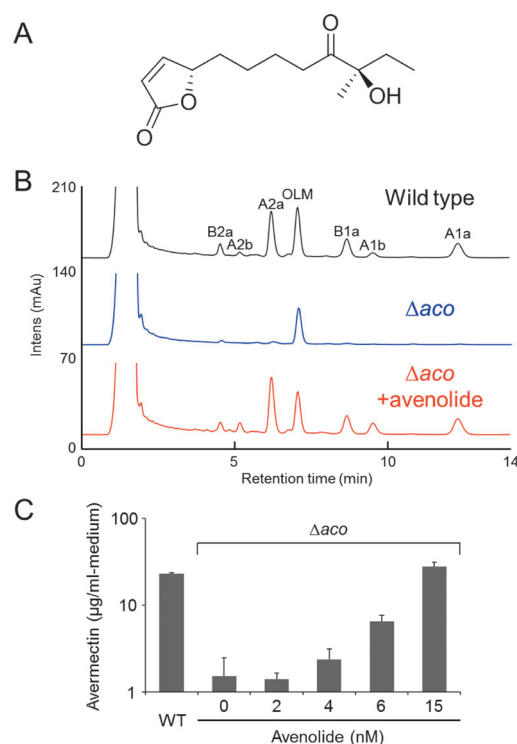 A
O
O
O
OH
B
210
Wild type
OLM
A2a
B2a
A2b
B1a
A1b
A1a
140
Δaco
Intens (mAu)
70
Δaco
+avenolide
0
0 5 10 14
Retention time (min)
C
Avermectin (μg/ml-medium)
100
Δaco
10
1
WT 0 2 4 6 15
Avenolide (nM)